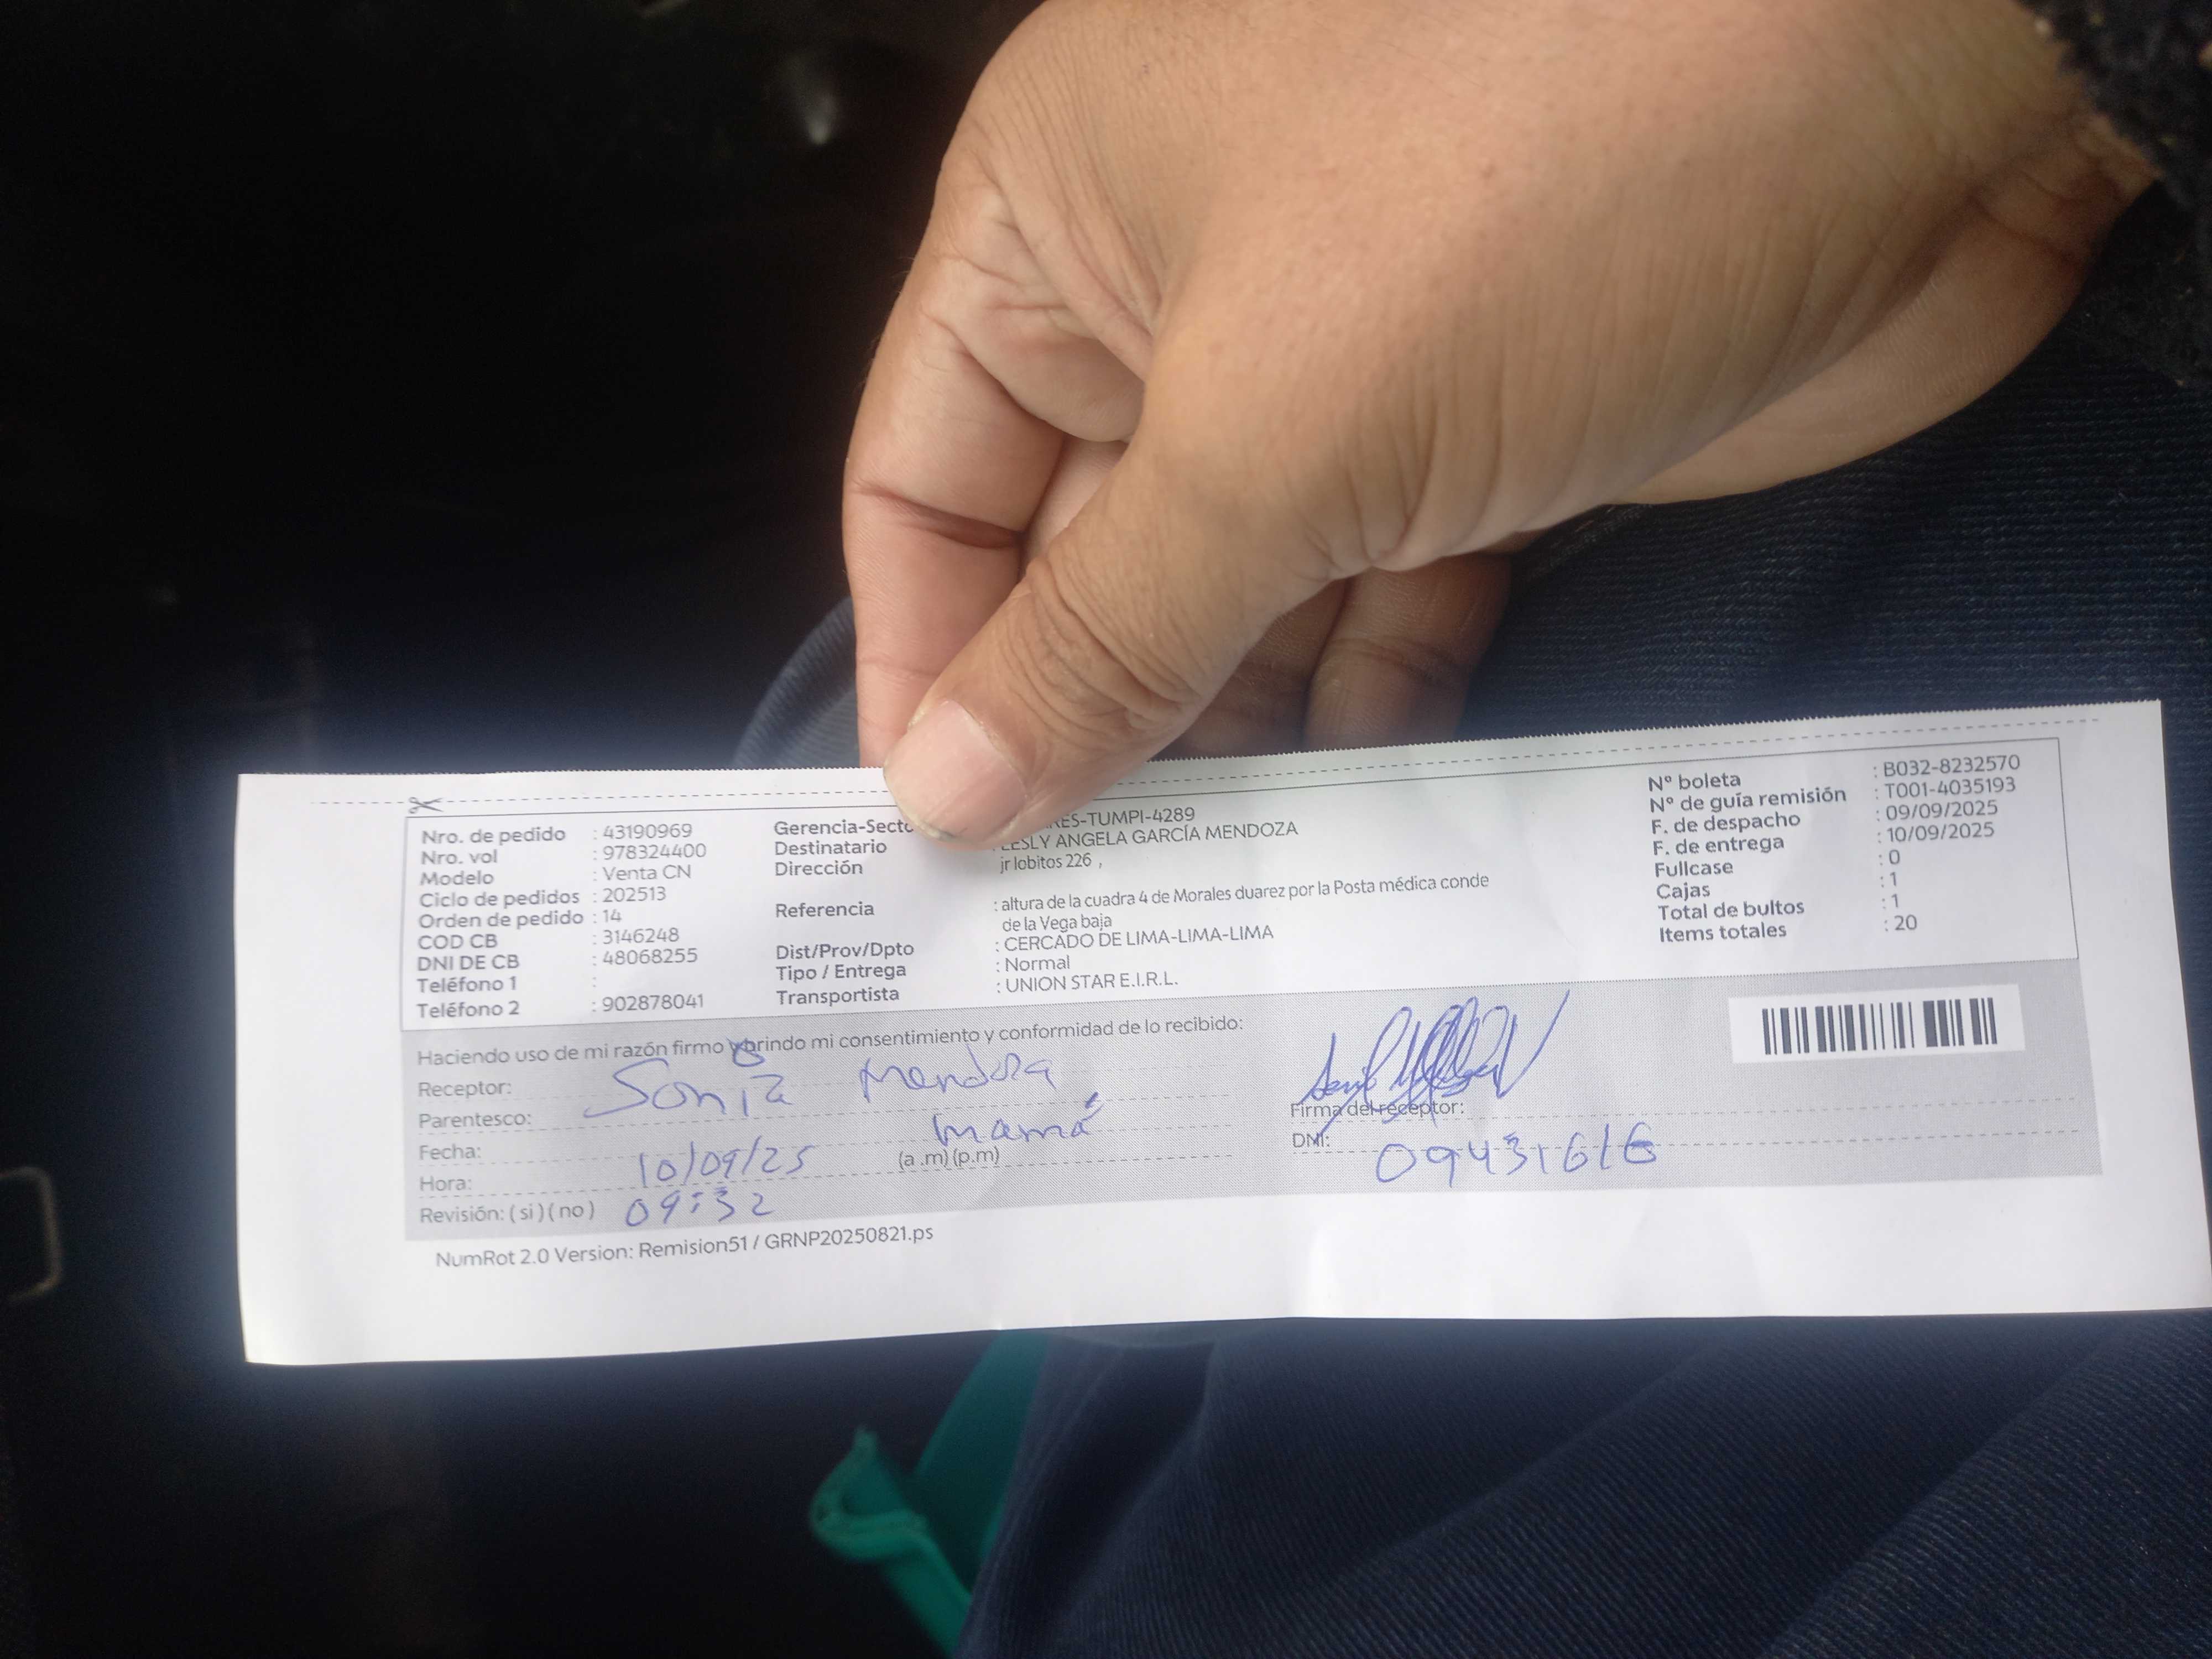 Nro. de pedido : 43190969
Nro. vol : 978324400
Modelo : Venta CN
Ciclo de pedidos : 202513
Orden de pedido : 14
COD CB : 3146248
DNI DE CB : 48068255
Teléfono 1 :
Teléfono 2 : 902878041
Gerencia-Secto RES-TUMPI-4289
Destinatario : LESLY ANGELA GARCÍA MENDOZA
Dirección jr lobitos 226 ,
Referencia : altura de la cuadra 4 de Morales duarez por la Posta médica conde
de la Vega baja
Dist/Prov/Dpto : CERCADO DE LIMA-LIMA-LIMA
Tipo / Entrega : Normal
Transportista : UNION STAR E.I.R.L.
Nº boleta : B032-8232570
Nº de guía remisión : T001-4035193
F. de despacho : 09/09/2025
F. de entrega : 10/09/2025
Fullcase : 0
Cajas : 1
Total de bultos : 1
Items totales : 20
Haciendo uso de mi razón firmo y brindo mi consentimiento y conformidad de lo recibido:
Receptor: Sonia Mendoza
Parentesco: mamá
Fecha: 10/09/25
Hora: 09:32 (a .m) (p.m)
Revisión: ( si ) ( no )
Firma del receptor:
DNI: 09431616
NumRot 2.0 Version: Remision51 / GRNP20250821.ps